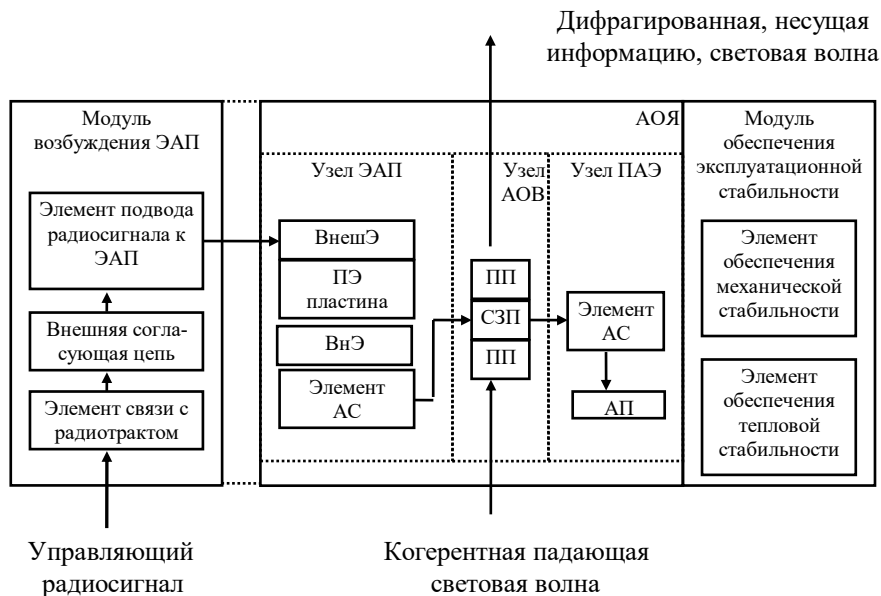 Дифрагированная, несущая
информацию, световая волна
Модуль
возбуждения ЭАП
Элемент подвода
радиосигнала к
ЭАП
Внешняя согла-
сующая цепь
Элемент связи с
радиотрактом
АОЯ
Узел ЭАП
ВнешЭ
ПЭ
пластина
ВнЭ
Элемент
АС
Узел
АОВ
ПП
СЗП
ПП
Узел ПАЭ
Элемент
АС
АП
Модуль
обеспечения
эксплуатационной
стабильности
Элемент
обеспечения
механической
стабильности
Элемент
обеспечения
тепловой
стабильности
Управляющий
радиосигнал
Когерентная падающая
световая волна